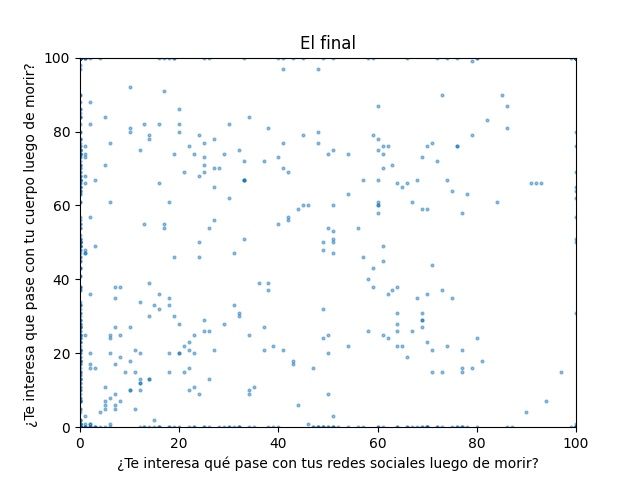 El final
¿Te interesa que pase con tu cuerpo luego de morir?
100
80
60
40
20
0
0 20 40 60 80 100
¿Te interesa qué pase con tus redes sociales luego de morir?